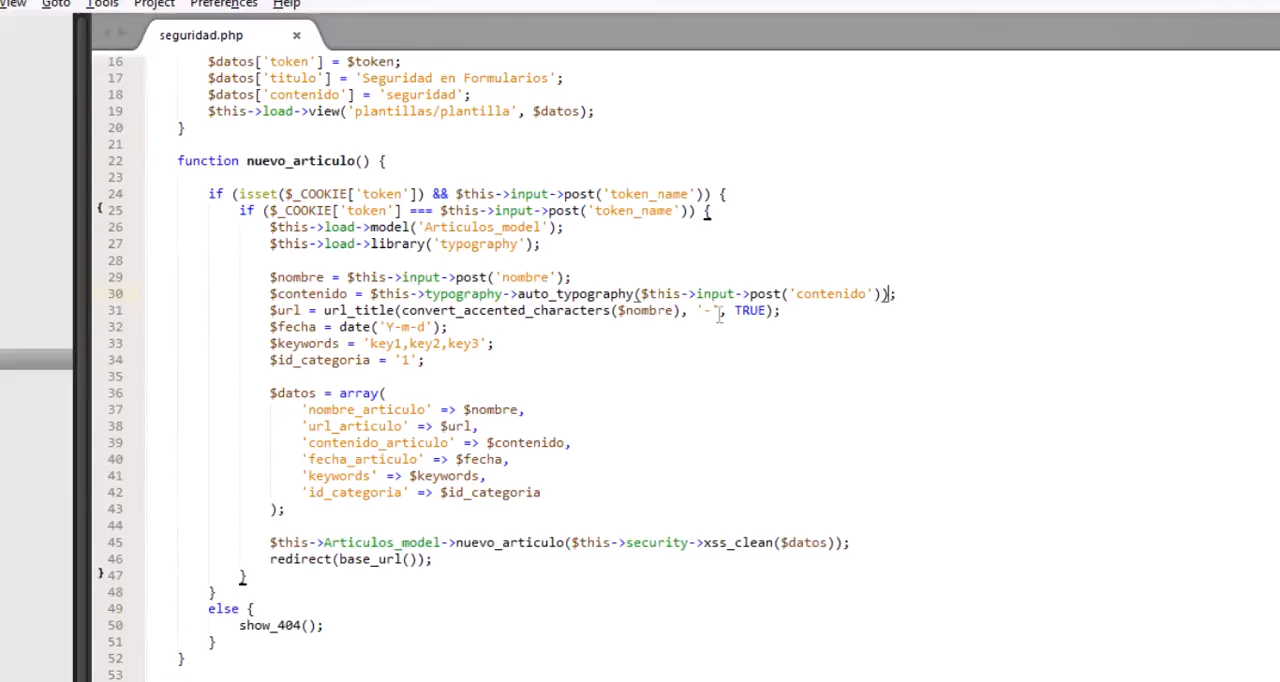 View Goto Tools Project Preferences Help
seguridad.php ×
16 $datos['token'] = $token;
17 $datos['titulo'] = 'Seguridad en Formularios';
18 $datos['contenido'] = 'seguridad';
19 $this->load->view('plantillas/plantilla', $datos);
20 }
21
22 function nuevo_articulo() {
23
24 if (isset($_COOKIE['token']) && $this->input->post('token_name')) {
{ 25 if ($_COOKIE['token'] === $this->input->post('token_name')) {
26 $this->load->model('Articulos_model');
27 $this->load->library('typography');
28
29 $nombre = $this->input->post('nombre');
30 $contenido = $this->typography->auto_typography($this->input->post('contenido'));
31 $url = url_title(convert_accented_characters($nombre), '-', TRUE);
32 $fecha = date('Y-m-d');
33 $keywords = 'key1,key2,key3';
34 $id_categoria = '1';
35
36 $datos = array(
37 'nombre_articulo' => $nombre,
38 'url_articulo' => $url,
39 'contenido_articulo' => $contenido,
40 'fecha_articulo' => $fecha,
41 'keywords' => $keywords,
42 'id_categoria' => $id_categoria
43 );
44
45 $this->Articulos_model->nuevo_articulo($this->security->xss_clean($datos));
46 redirect(base_url());
} 47 }
48 }
49 else {
50 show_404();
51 }
52 }
53